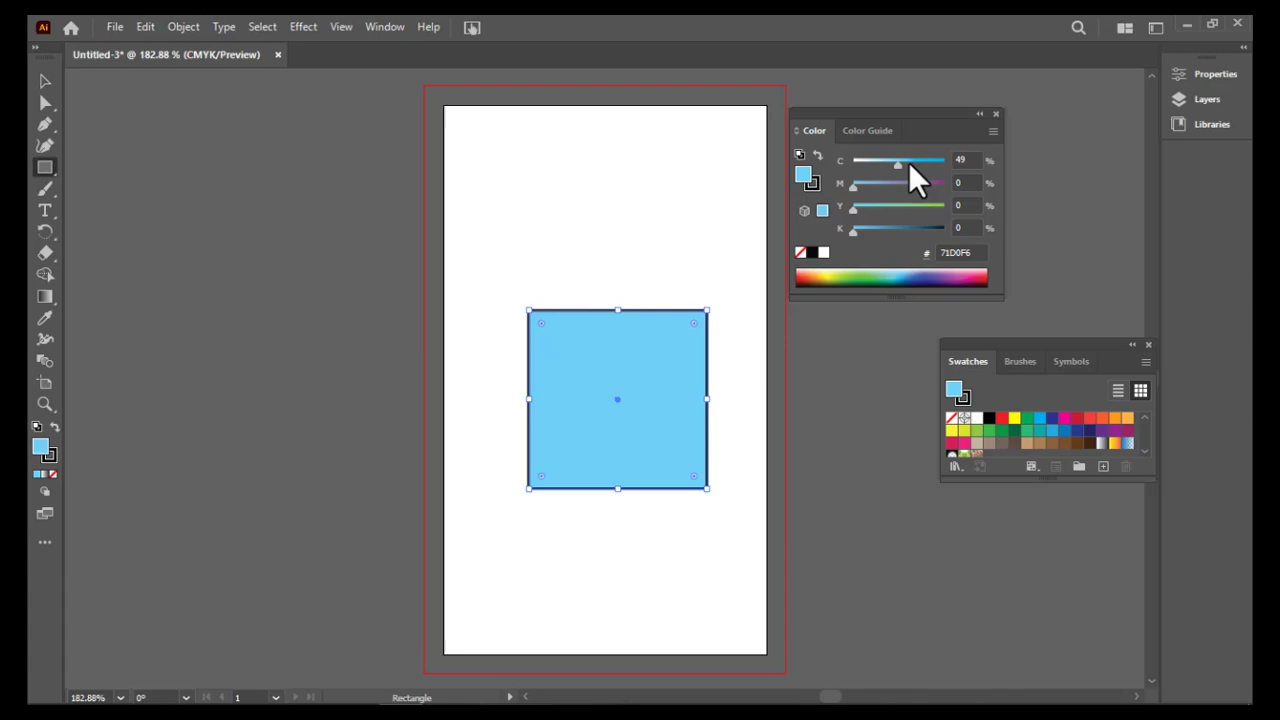 Ai File Edit Object Type Select Effect View Window Help
Untitled-3* @ 182.88 % (CMYK/Preview) ×
Properties
Layers
Libraries
Color Color Guide
C 49 %
M 0 %
Y 0 %
K 0 %
# 71D0F6
Swatches Brushes Symbols
T
182.88% 0° 1 Rectangle